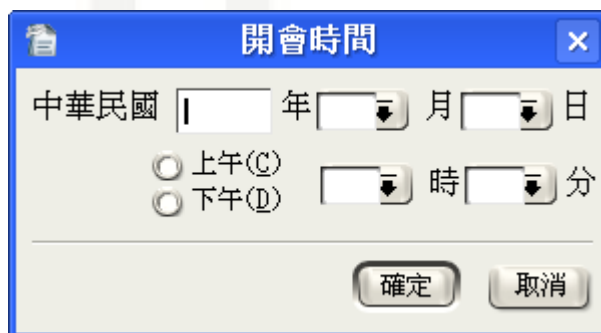 開會時間
中華民國 年 月 日
上午(C)
下午(D)
時 分
確定 取消